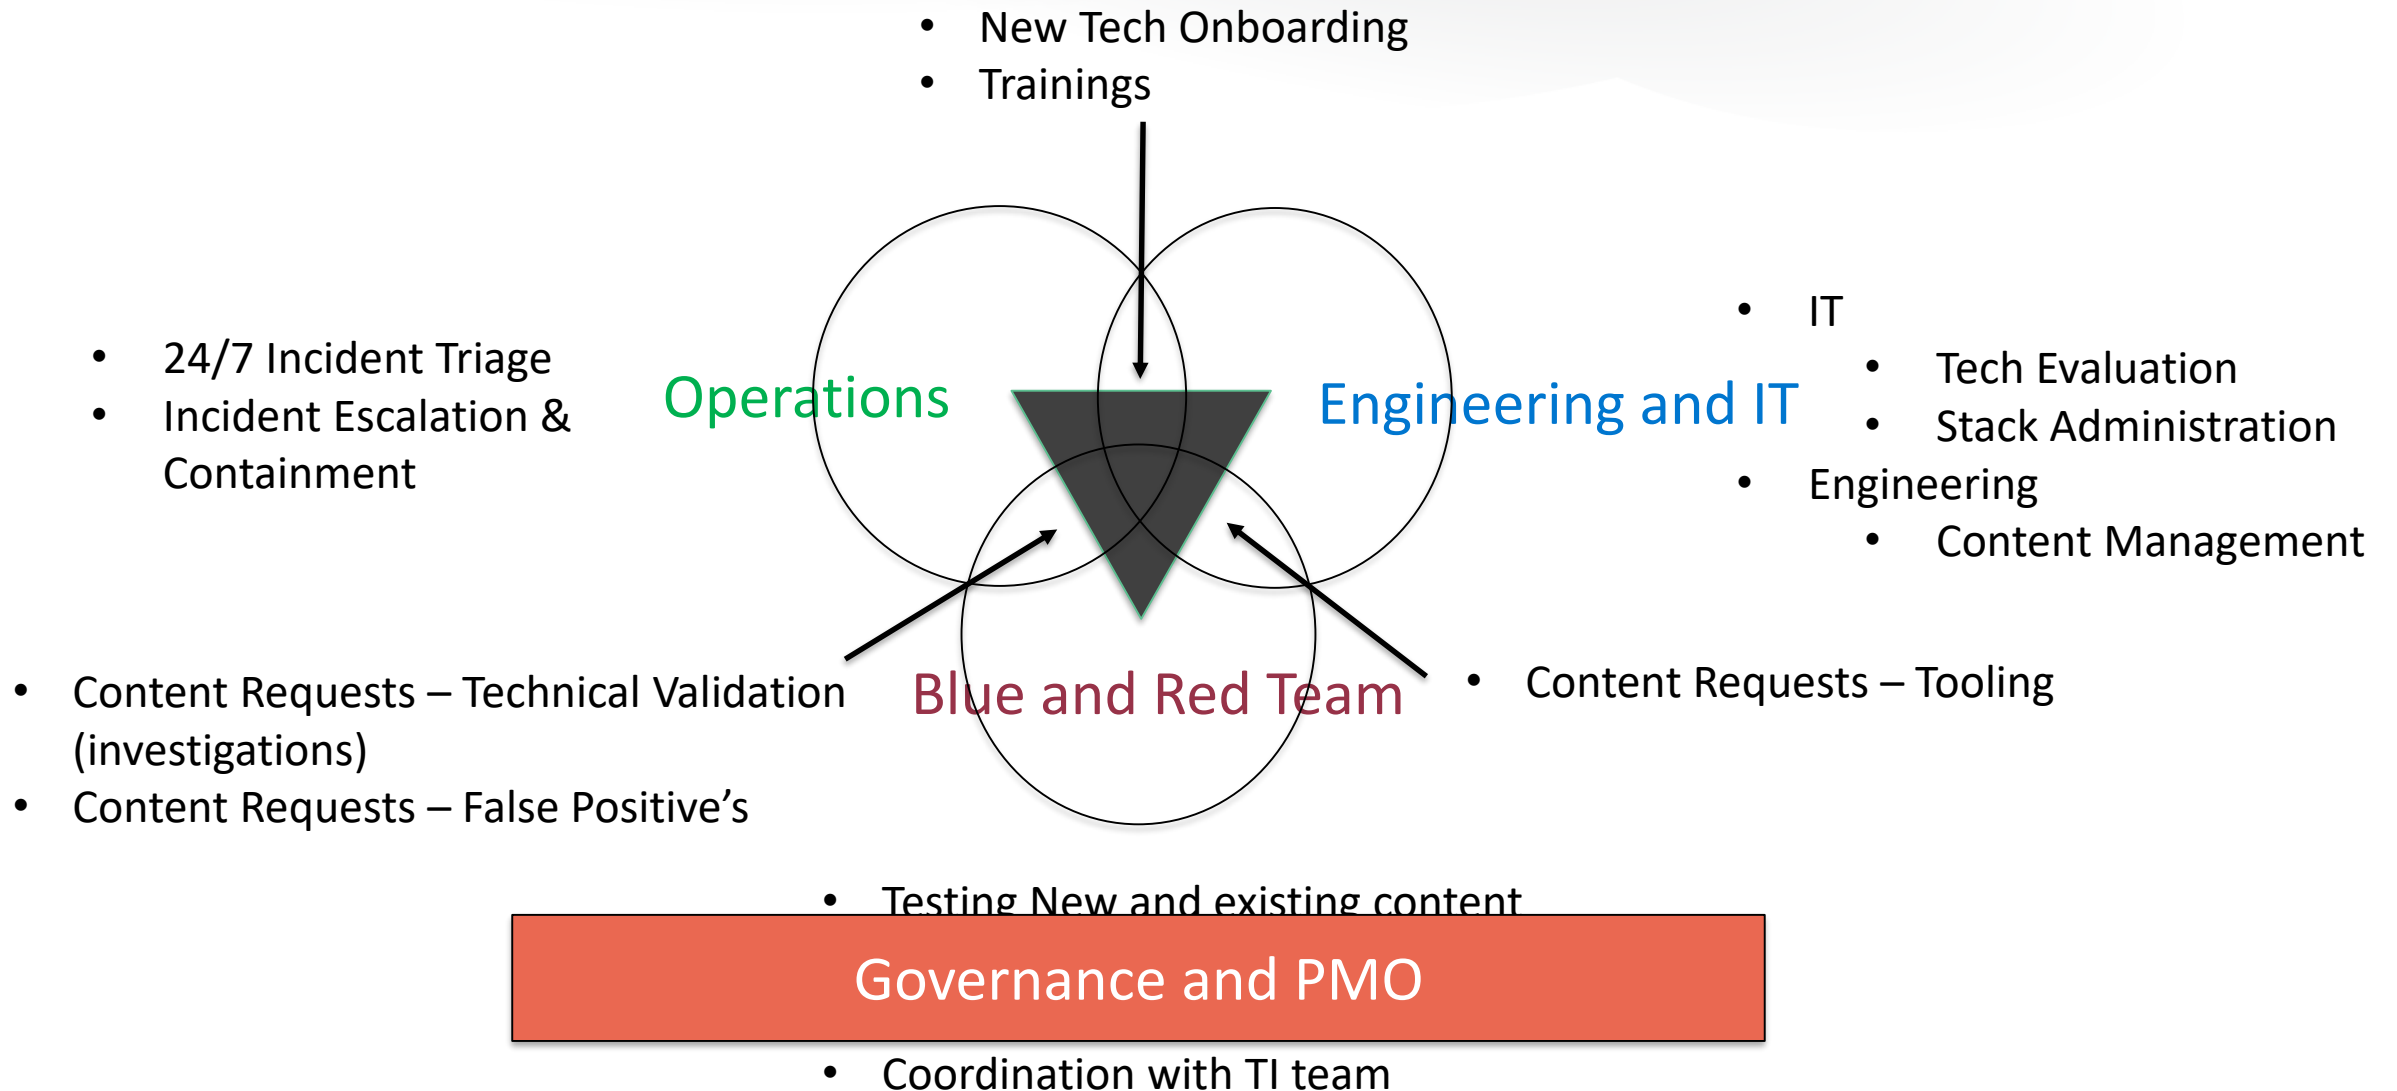 New Tech Onboarding
Trainings
24/7 Incident Triage
Incident Escalation &
Containment
Operations
Engineering and IT
IT
Tech Evaluation
Stack Administration
Engineering
Content Management
Content Requests – Technical Validation
(investigations)
Content Requests – False Positive’s
Blue and Red Team
Content Requests – Tooling
Testing New and existing content
Governance and PMO
Coordination with TI team